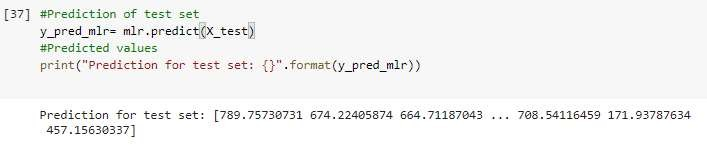 [37] #Prediction of test set
y_pred_mlr= mlr.predict(X_test)
#Predicted values
print("Prediction for test set: {}".format(y_pred_mlr))
Prediction for test set: [789.75730731 674.22405874 664.71187043 ... 708.54116459 171.93787634
457.15630337]